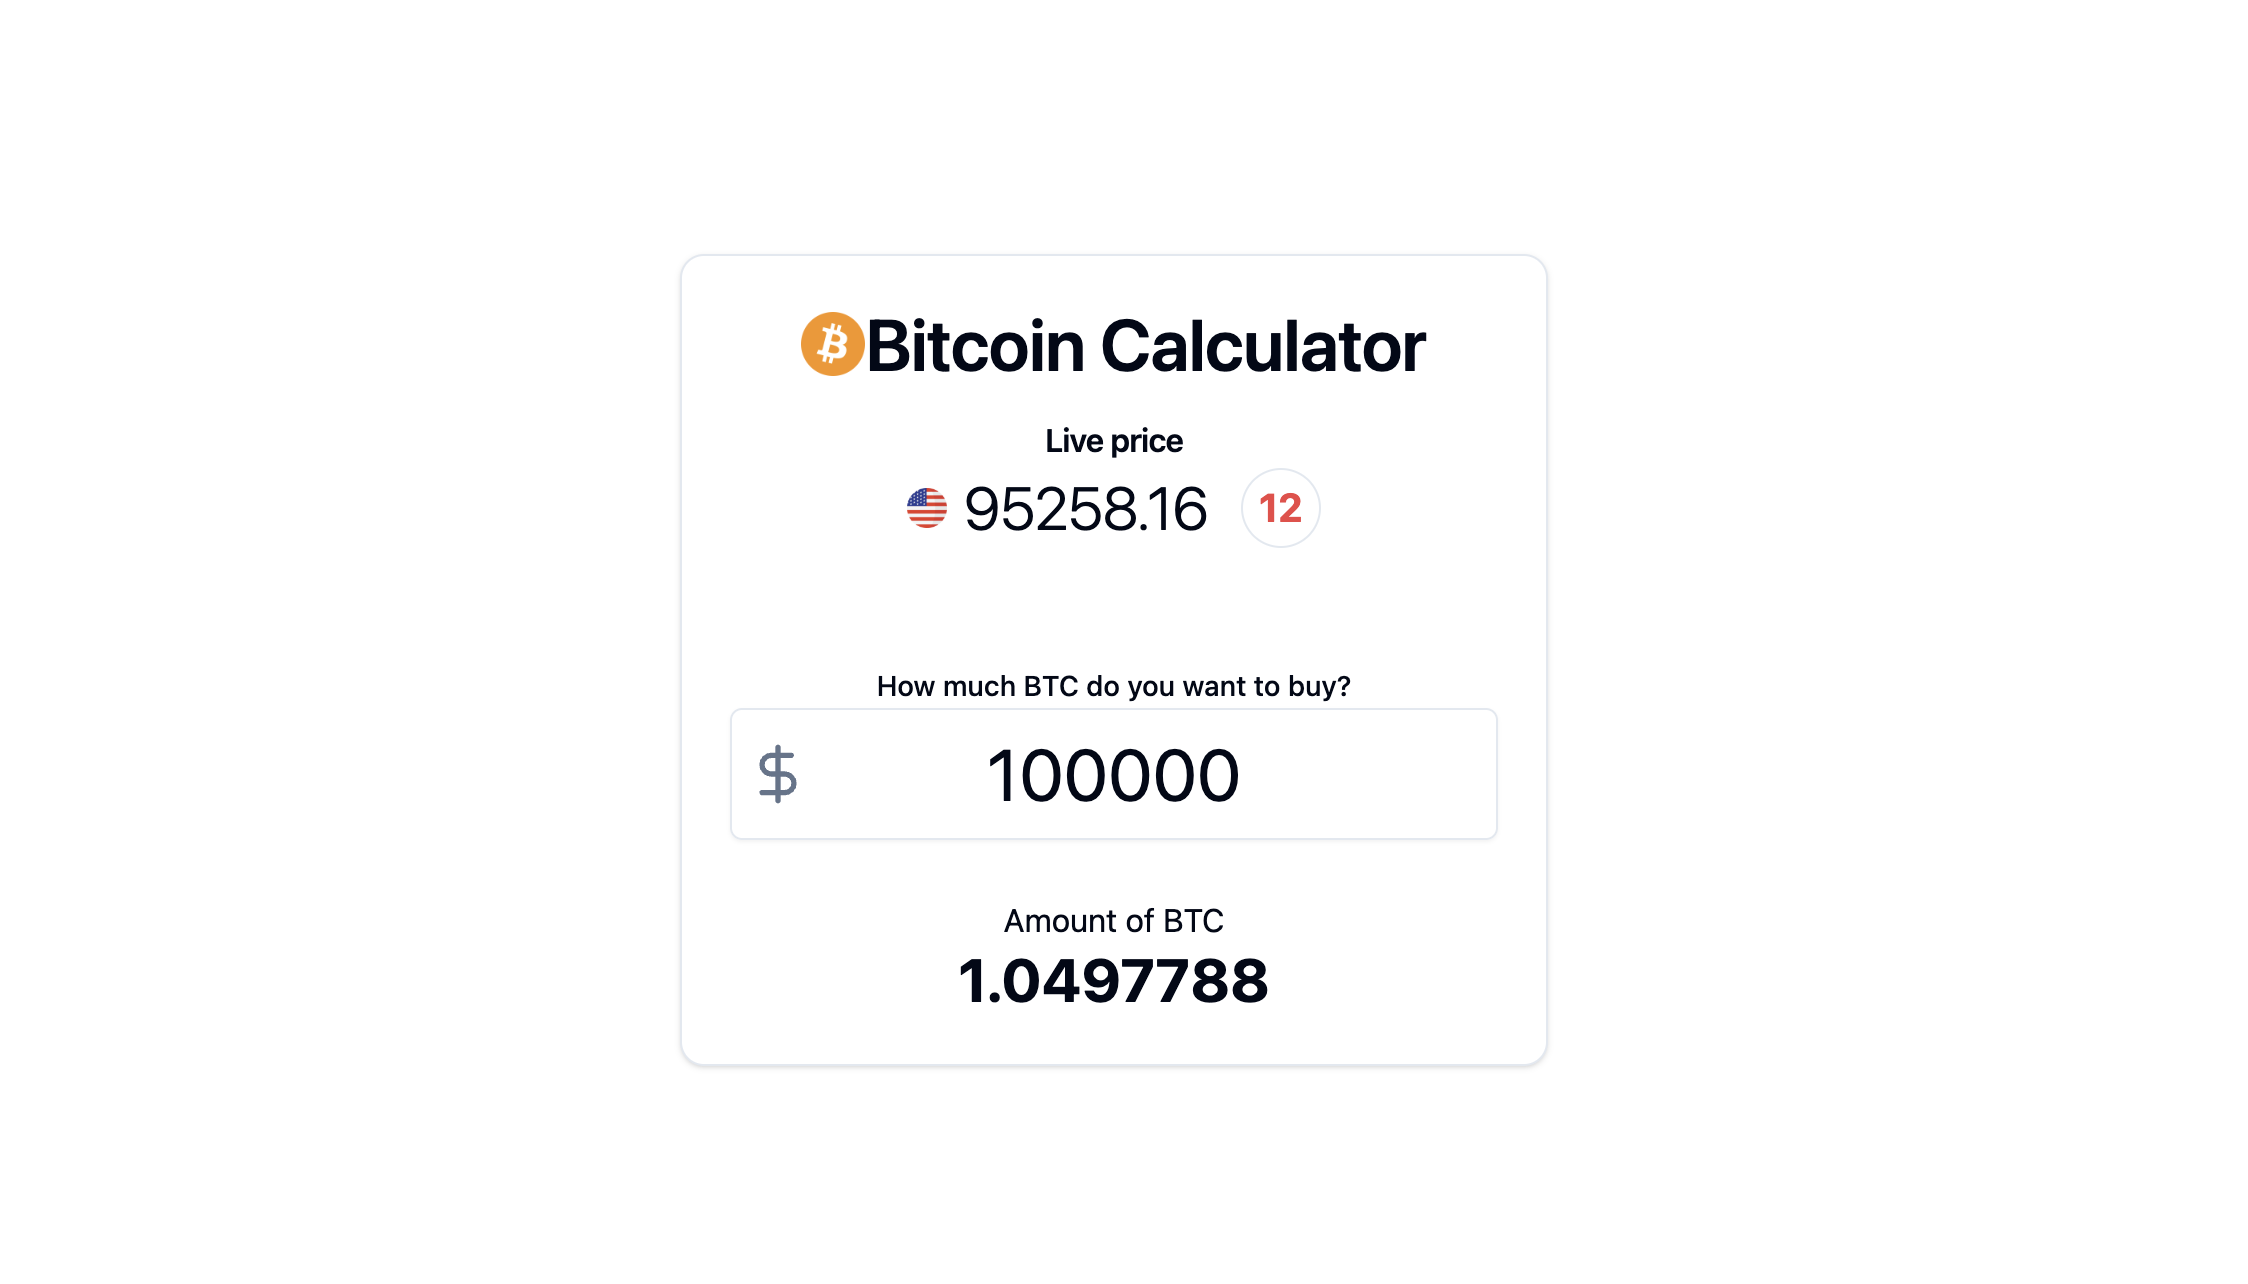 Bitcoin Calculator
Live price
95258.16 12
How much BTC do you want to buy?
$ 100000
Amount of BTC
1.0497788